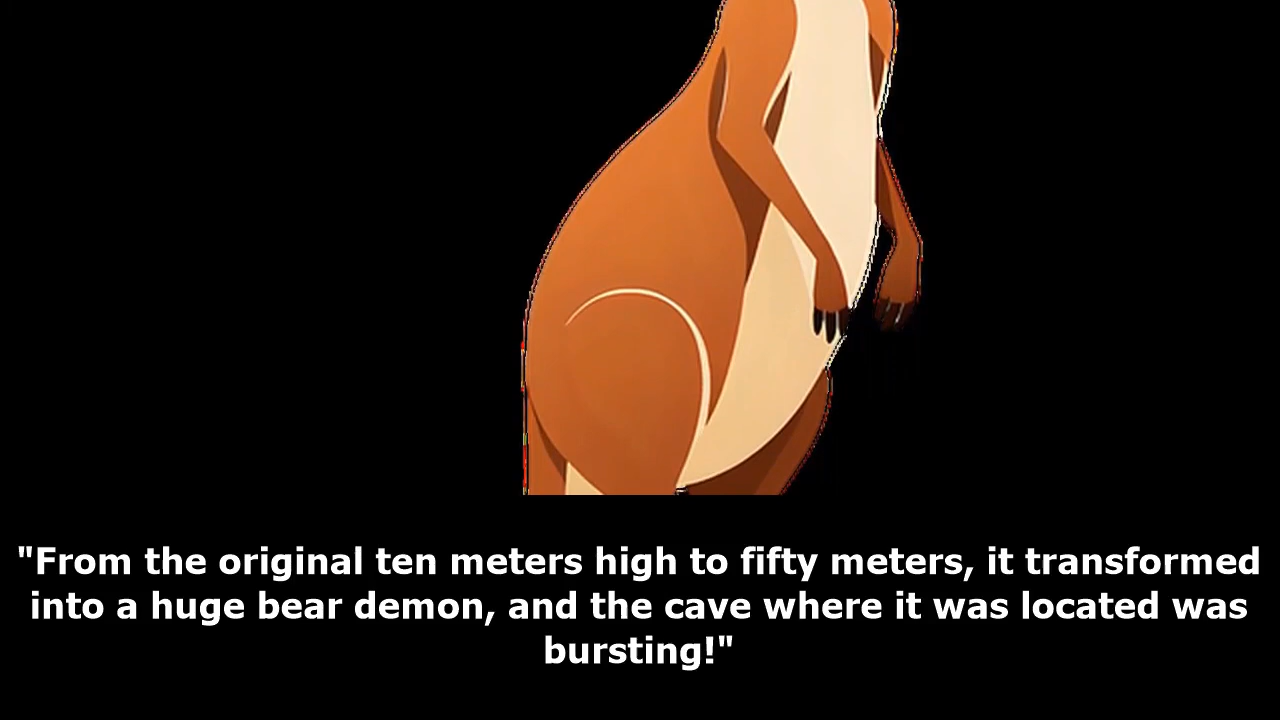 "From the original ten meters high to fifty meters, it transformed
into a huge bear demon, and the cave where it was located was
bursting!"